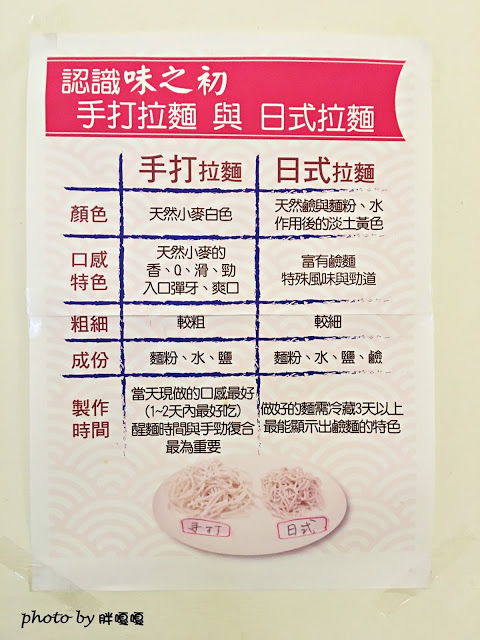 認識味之初
手打拉麵 與 日式拉麵
手打拉麵 日式拉麵
顏色 天然小麥白色 天然鹼與麵粉、水
作用後的淡土黃色
口感
特色
天然小麥的
香、Q、滑、勁
入口彈牙、爽口
富有鹼麵
特殊風味與勁道
粗細 較粗 較細
成份 麵粉、水、鹽 麵粉、水、鹽、鹼
製作
時間
當天現做的口感最好
(1~2天內最好吃)
醒麵時間與手勁復合
最為重要
做好的麵需冷藏3天以上
最能顯示出鹼麵的特色
手打 日式
photo by 胖嘎嘎